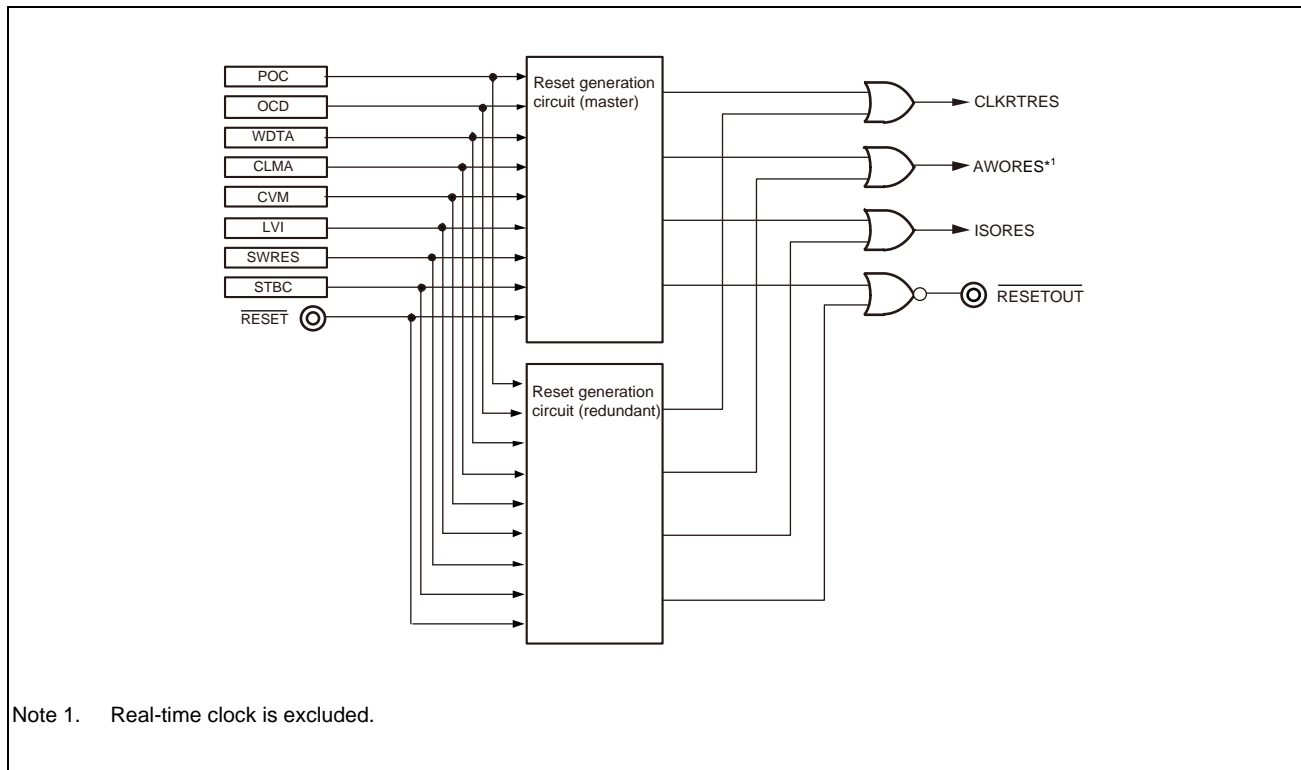 POC
OCD
WDTA
CLMA
CVM
LVI
SWRES
STBC
RESET
Reset generation
circuit (master)
Reset generation
circuit (redundant)
CLKRTRES
AWORES*1
ISORES
RESETOUT
Note 1. Real-time clock is excluded.